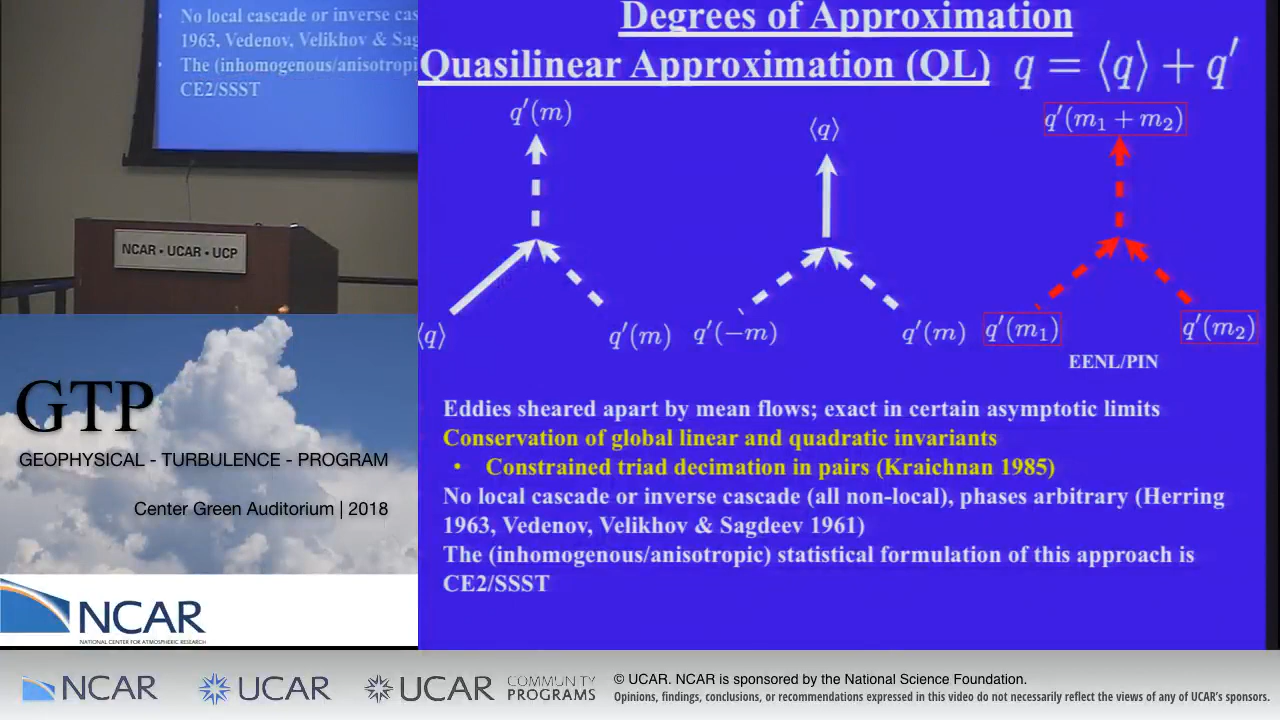 No local cascade or inverse cas
1963, Vedenov, Velikhov & Sag
The (inhomogenous/anisotropi
CE2/SSST
NCAR • UCAR • UCP
GTP
GEOPHYSICAL - TURBULENCE - PROGRAM
Center Green Auditorium | 2018
NCAR
NATIONAL CENTER FOR ATMOSPHERIC RESEARCH
Degrees of Approximation
Quasilinear Approximation (QL) q = ⟨q⟩ + q′
q′(m) ⟨q⟩ q′(m₁ + m₂)
⟨q⟩ q′(m) q′(−m) q′(m) q′(m₁) q′(m₂)
EENL/PIN
Eddies sheared apart by mean flows; exact in certain asymptotic limits
Conservation of global linear and quadratic invariants
• Constrained triad decimation in pairs (Kraichnan 1985)
No local cascade or inverse cascade (all non-local), phases arbitrary (Herring
1963, Vedenov, Velikhov & Sagdeev 1961)
The (inhomogenous/anisotropic) statistical formulation of this approach is
CE2/SSST
NCAR UCAR UCAR COMMUNITY
PROGRAMS
© UCAR. NCAR is sponsored by the National Science Foundation.
Opinions, findings, conclusions, or recommendations expressed in this video do not necessarily reflect the views of any of UCAR's sponsors.